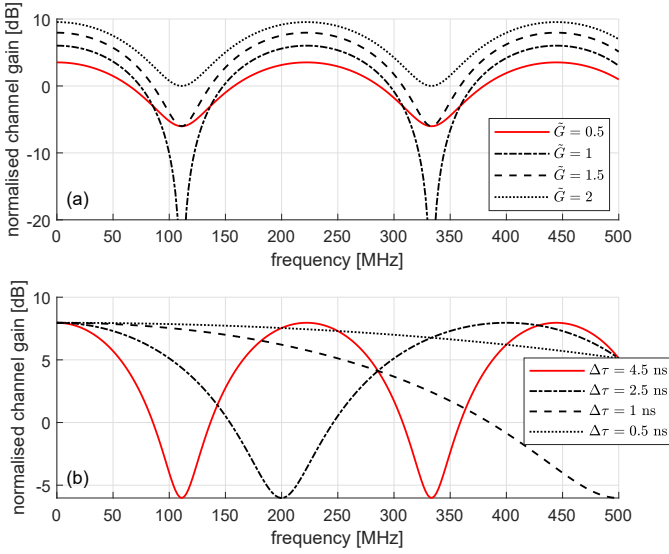 normalised channel gain [dB]
10
0
-10
-20
(a)
G̃ = 0.5
G̃ = 1
G̃ = 1.5
G̃ = 2
0 50 100 150 200 250 300 350 400 450 500
frequency [MHz]
normalised channel gain [dB]
10
5
0
-5
(b)
Δτ = 4.5 ns
Δτ = 2.5 ns
Δτ = 1 ns
Δτ = 0.5 ns
0 50 100 150 200 250 300 350 400 450 500
frequency [MHz]